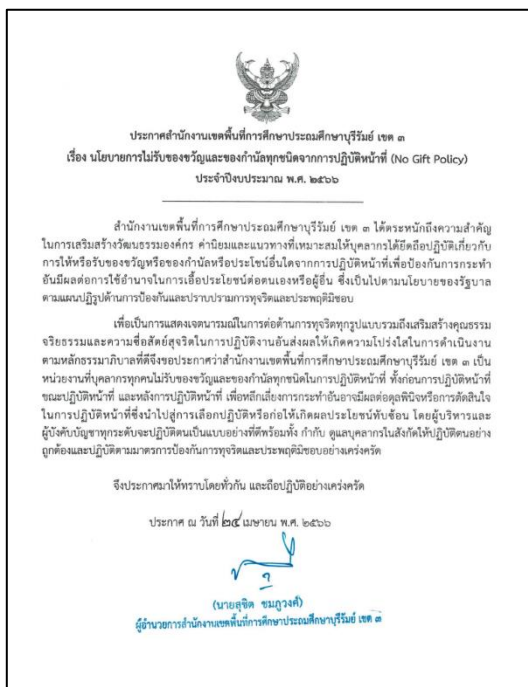 ประกาศสำนักงานเขตพื้นที่การศึกษาประถมศึกษาบุรีรัมย์ เขต ๓
เรื่อง นโยบายการไม่รับของขวัญและของกำนัลทุกชนิดจากการปฏิบัติหน้าที่ (No Gift Policy)
ประจำปีงบประมาณ พ.ศ. ๒๕๖๖
สำนักงานเขตพื้นที่การศึกษาประถมศึกษาบุรีรัมย์ เขต ๓ ได้ตระหนักถึงความสำคัญ
ในการเสริมสร้างวัฒนธรรมองค์กร ค่านิยมและแนวทางที่เหมาะสมให้บุคลากรได้ยึดถือปฏิบัติเกี่ยวกับ
การให้หรือรับของขวัญหรือของกำนัลหรือประโยชน์อื่นใดจากการปฏิบัติหน้าที่เพื่อป้องกันการกระทำ
อันมีผลต่อการใช้อำนาจในการเอื้อประโยชน์ต่อตนเองหรือผู้อื่น ซึ่งเป็นไปตามนโยบายของรัฐบาล
ตามแผนปฏิรูปด้านการป้องกันและปราบปรามการทุจริตและประพฤติมิชอบ
เพื่อเป็นการแสดงเจตนารมณ์ในการต่อต้านการทุจริตทุกรูปแบบรวมถึงเสริมสร้างคุณธรรม
จริยธรรมและความซื่อสัตย์สุจริตในการปฏิบัติงานอันส่งผลให้เกิดความโปร่งใสในการดำเนินงาน
ตามหลักธรรมาภิบาลที่ดีจึงขอประกาศว่าสำนักงานเขตพื้นที่การศึกษาประถมศึกษาบุรีรัมย์ เขต ๓ เป็น
หน่วยงานที่บุคลากรทุกคนไม่รับของขวัญและของกำนัลทุกชนิดในการปฏิบัติหน้าที่ ทั้งก่อนการปฏิบัติหน้าที่
ขณะปฏิบัติหน้าที่ และหลังการปฏิบัติหน้าที่ เพื่อหลีกเลี่ยงการกระทำอันอาจมีผลต่อดุลพินิจหรือการตัดสินใจ
ในการปฏิบัติหน้าที่ซึ่งนำไปสู่การเลือกปฏิบัติหรือก่อให้เกิดผลประโยชน์ทับซ้อน โดยผู้บริหารและ
ผู้บังคับบัญชาทุกระดับจะปฏิบัติตนเป็นแบบอย่างที่ดีพร้อมทั้ง กำกับ ดูแลบุคลากรในสังกัดให้ปฏิบัติตนอย่าง
ถูกต้องและปฏิบัติตามมาตรการป้องกันการทุจริตและประพฤติมิชอบอย่างเคร่งครัด
จึงประกาศมาให้ทราบโดยทั่วกัน และถือปฏิบัติอย่างเคร่งครัด
ประกาศ ณ วันที่ ๒๔ เมษายน พ.ศ. ๒๕๖๖
(นายสุขิต ชมภูวงศ์)
ผู้อำนวยการสำนักงานเขตพื้นที่การศึกษาประถมศึกษาบุรีรัมย์ เขต ๓